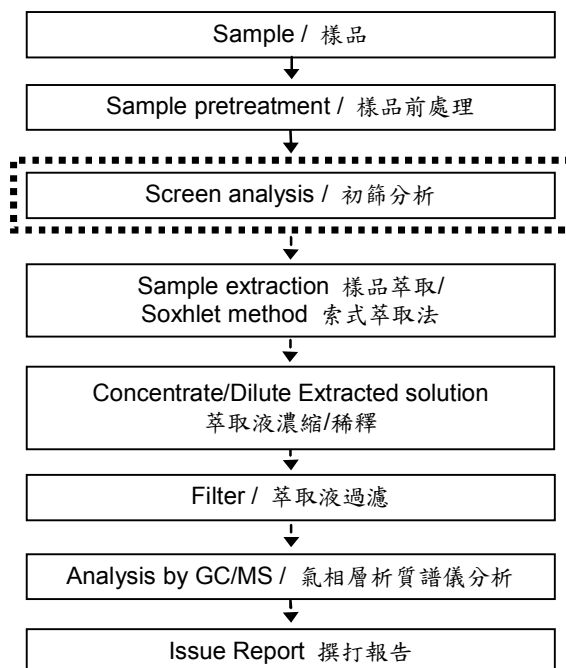 Sample / 樣品
Sample pretreatment / 樣品前處理
Screen analysis / 初篩分析
Sample extraction 樣品萃取/
Soxhlet method 索式萃取法
Concentrate/Dilute Extracted solution
萃取液濃縮/稀釋
Filter / 萃取液過濾
Analysis by GC/MS / 氣相層析質譜儀分析
Issue Report 撰打報告